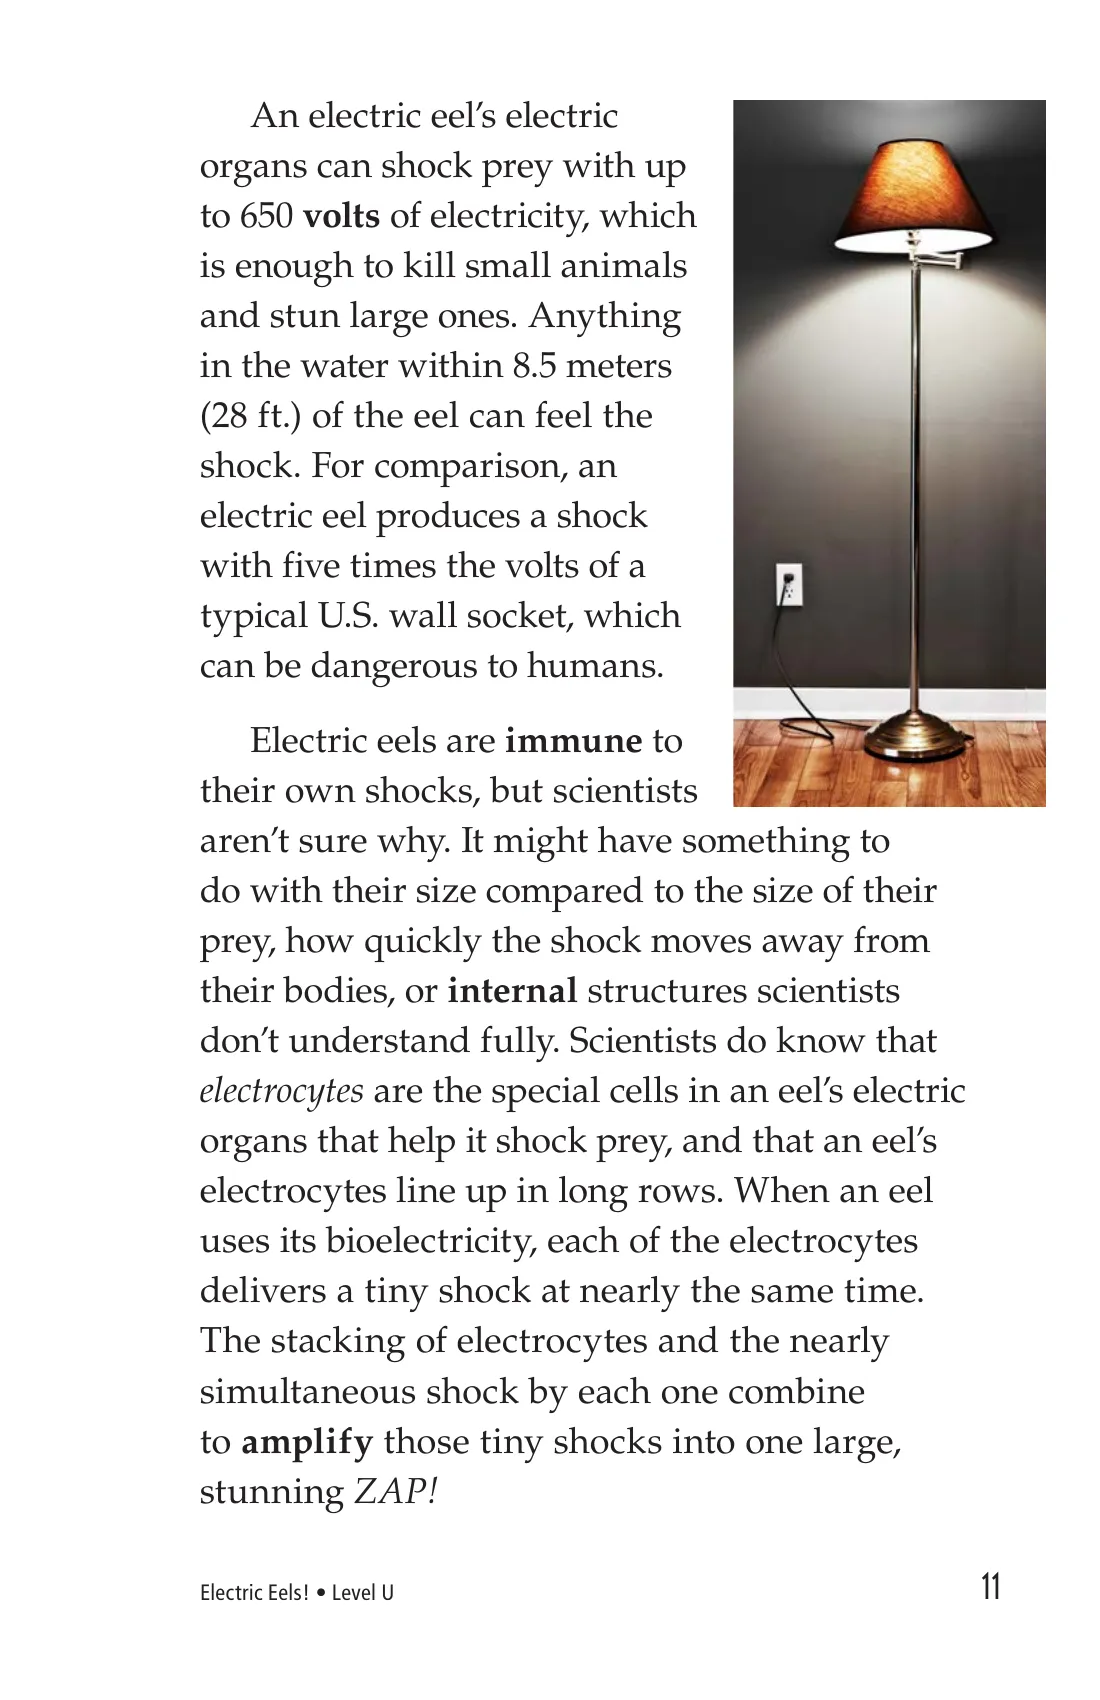 An electric eel’s electric
organs can shock prey with up
to 650 volts of electricity, which
is enough to kill small animals
and stun large ones. Anything
in the water within 8.5 meters
(28 ft.) of the eel can feel the
shock. For comparison, an
electric eel produces a shock
with five times the volts of a
typical U.S. wall socket, which
can be dangerous to humans.
Electric eels are immune to
their own shocks, but scientists
aren’t sure why. It might have something to
do with their size compared to the size of their
prey, how quickly the shock moves away from
their bodies, or internal structures scientists
don’t understand fully. Scientists do know that
electrocytes are the special cells in an eel’s electric
organs that help it shock prey, and that an eel’s
electrocytes line up in long rows. When an eel
uses its bioelectricity, each of the electrocytes
delivers a tiny shock at nearly the same time.
The stacking of electrocytes and the nearly
simultaneous shock by each one combine
to amplify those tiny shocks into one large,
stunning ZAP!
Electric Eels! • Level U
11